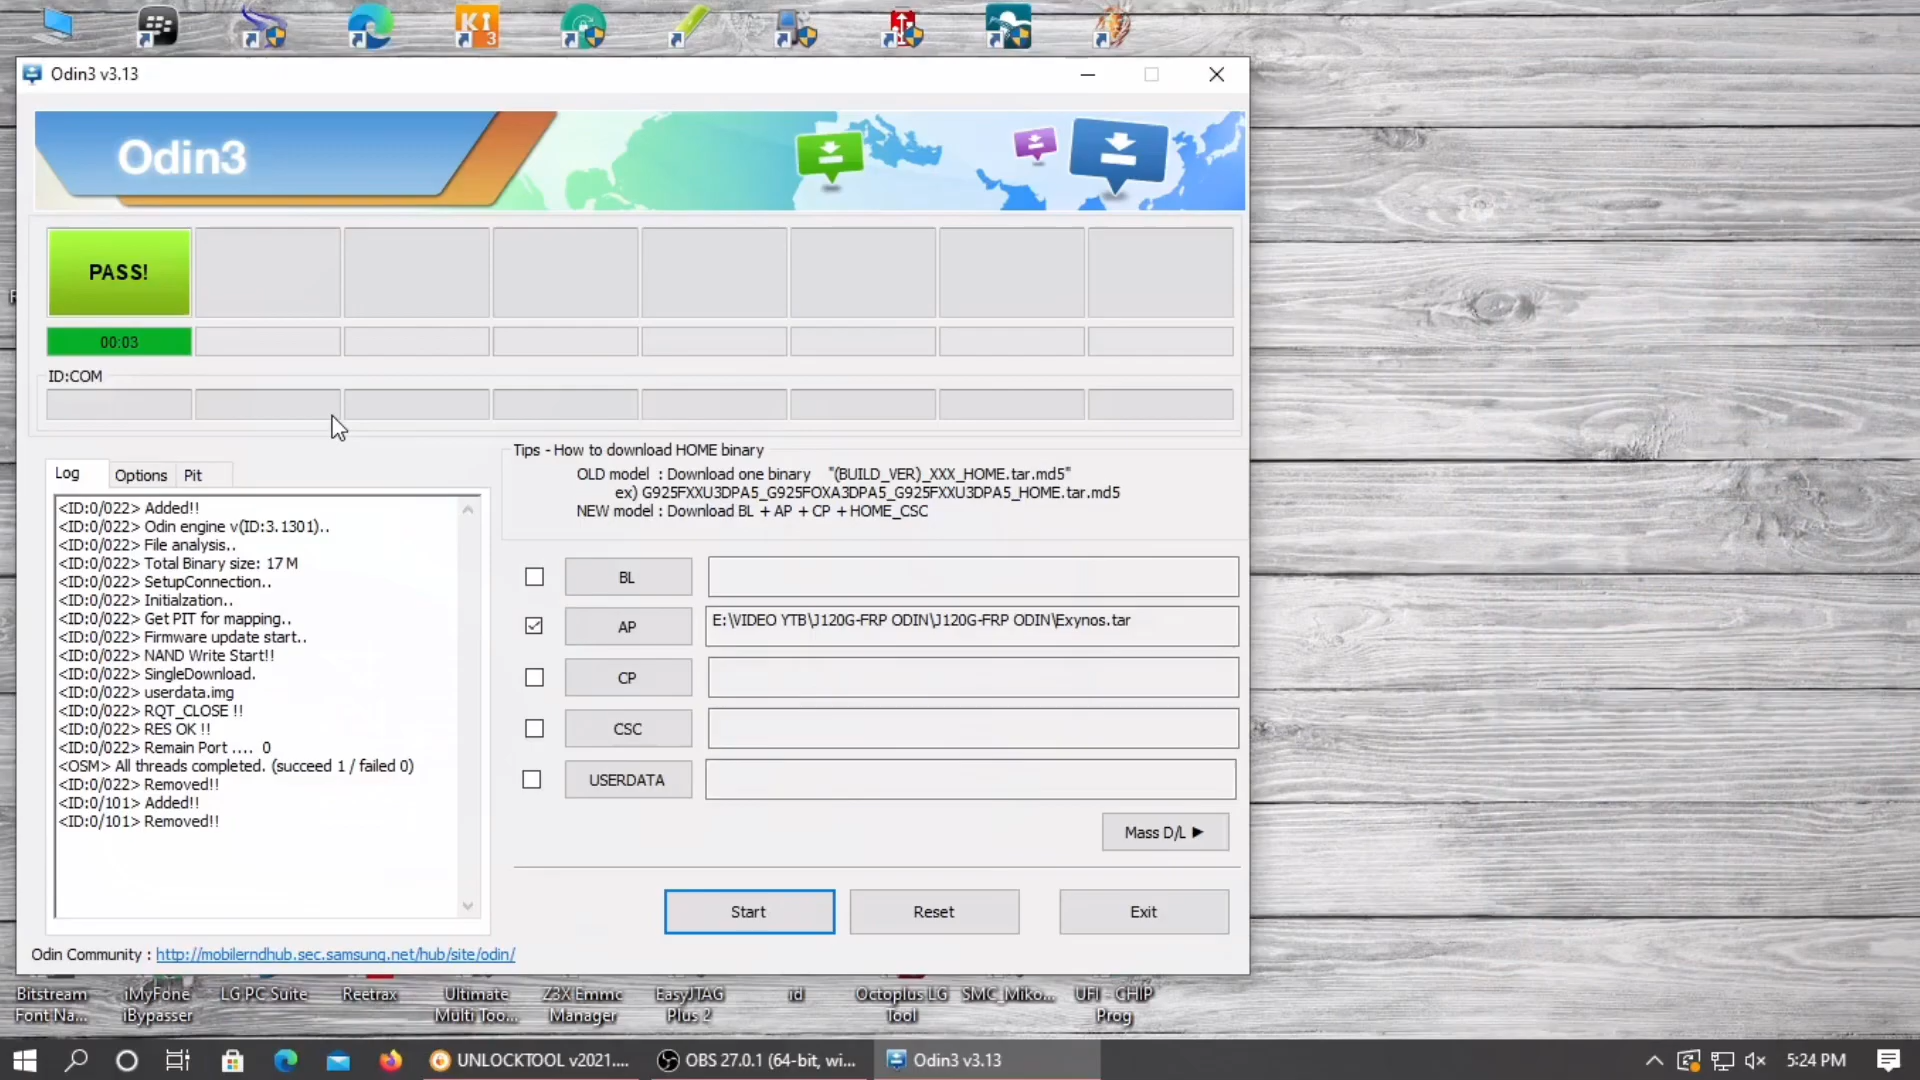 KI
3
Odin3 v3.13
Odin3
PASS!
00:03
ID:COM
Log
Options
Pit
<ID:0/022> Added!!
<ID:0/022> Odin engine v(ID:3.1301)..
<ID:0/022> File analysis..
<ID:0/022> Total Binary size: 17 M
<ID:0/022> SetupConnection..
<ID:0/022> Initialzation..
<ID:0/022> Get PIT for mapping..
<ID:0/022> Firmware update start..
<ID:0/022> NAND Write Start!!
<ID:0/022> SingleDownload.
<ID:0/022> userdata.img
<ID:0/022> RQT_CLOSE !!
<ID:0/022> RES OK !!
<ID:0/022> Remain Port .... 0
<OSM> All threads completed. (succeed 1 / failed 0)
<ID:0/022> Removed!!
<ID:0/101> Added!!
<ID:0/101> Removed!!
Tips - How to download HOME binary
OLD model : Download one binary "(BUILD_VER)_XXX_HOME.tar.md5"
ex) G925FXXU3DPA5_G925FOXA3DPA5_G925FXXU3DPA5_HOME.tar.md5
NEW model : Download BL + AP + CP + HOME_CSC
BL
AP
E:\VIDEO YTB\J120G-FRP ODIN\J120G-FRP ODIN\Exynos.tar
CP
CSC
USERDATA
Mass D/L
Start
Reset
Exit
Odin Community : http://mobilerndhub.sec.samsung.net/hub/site/odin/
Bitstream
Font Na...
iMyFone
iBypasser
LG PC Suite
Reetrax
Ultimate
Multi Too...
Z3X Emmc
Manager
EasyJTAG
Plus 2
id
Octoplus LG
Tool
SMC_Miko...
UFI - CHIP
Prog
UNLOCKTOOL v2021....
OBS 27.0.1 (64-bit, wi...
Odin3 v3.13
5:24 PM